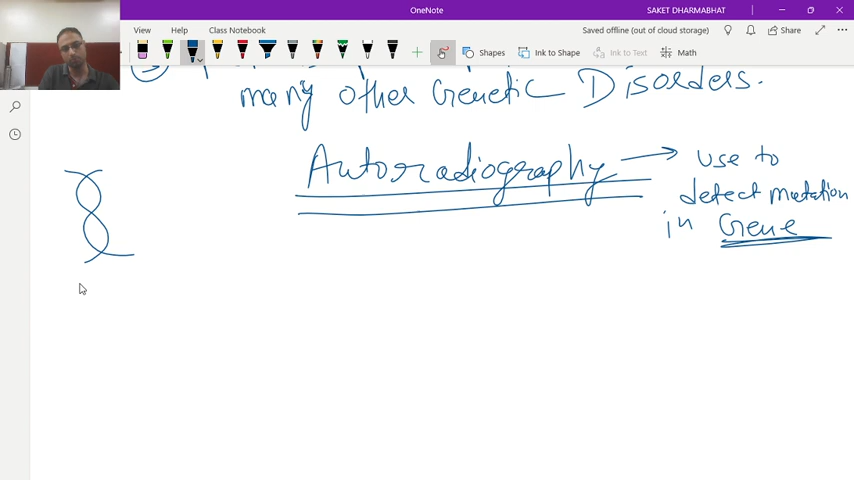 OneNote
SAKET DHARMABHAT
View Help Class Notebook
Saved offline (out of cloud storage)
Share
Shapes
Ink to Shape
Ink to Text
Math
many other Genetic Disorders.
Autoradiography → use to
detect mutation
in Gene